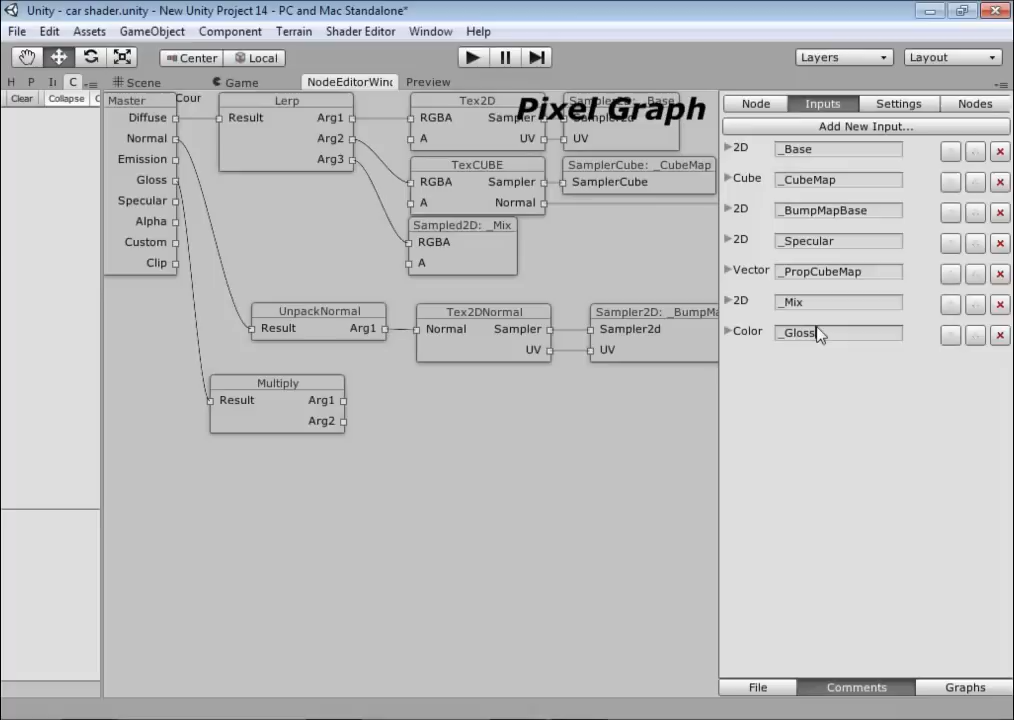 Unity - car shader.unity - New Unity Project 14 - PC and Mac Standalone*
File Edit Assets GameObject Component Terrain Shader Editor Window Help
Center Local Layers Layout
H P C Scene Game NodeEditorWinc Preview
Clear Collapse
Master
Cour
Diffuse
Normal
Emission
Gloss
Specular
Alpha
Custom
Clip
Lerp
Result Arg1
Arg2
Arg3
Tex2D
RGBA Sampler
A UV
UV
Pixel Graph
TexCUBE
RGBA Sampler
A Normal
SamplerCube: _CubeMap
SamplerCube
Sampled2D: _Mix
RGBA
A
UnpackNormal
Result Arg1
Tex2DNormal
Normal Sampler
UV
Sampler2D: _BumpMa
Sampler2d
UV
Multiply
Result Arg1
Arg2
Node Inputs Settings Nodes
Add New Input...
2D _Base
Cube _CubeMap
2D _BumpMapBase
2D _Specular
Vector _PropCubeMap
2D _Mix
Color _Gloss
File Comments Graphs